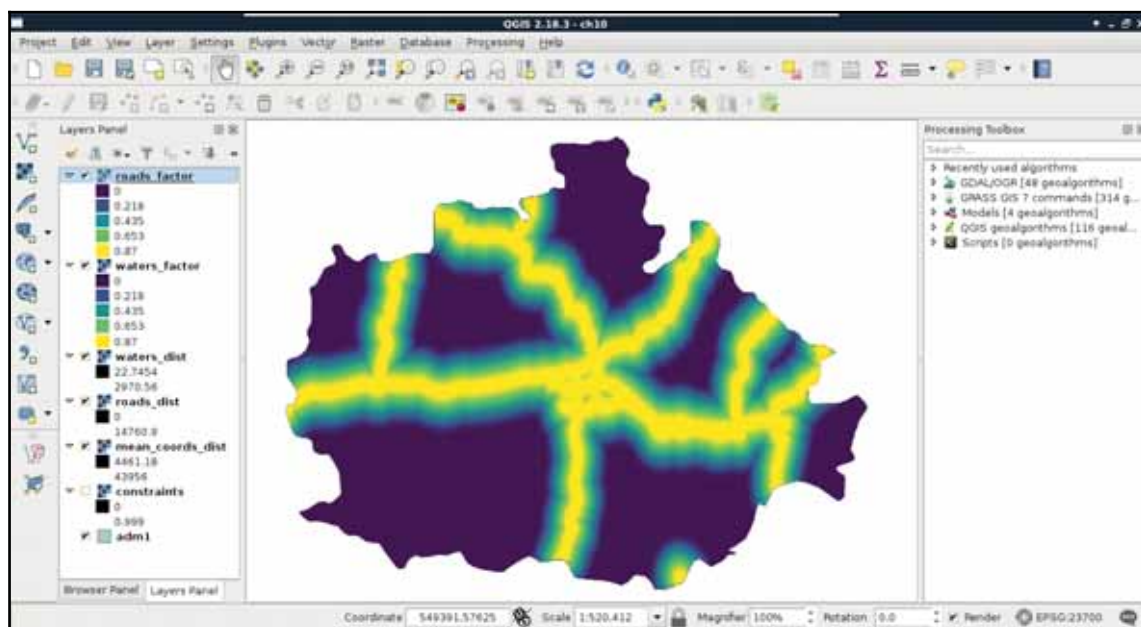 QGIS 2.18.3 - ch10
Project Edit View Layer Settings Plugins Vector Raster Database Processing Help
Layers Panel
roads_factor
0
0.218
0.435
0.653
0.87
waters_factor
0
0.218
0.435
0.653
0.87
waters_dist
22.7454
2970.56
roads_dist
0
14760.9
mean_coords_dist
4461.18
43956
constraints
0
0.999
adm1
Browser Panel Layers Panel
Processing Toolbox
Search...
Recently used algorithms
GDAL/OGR [48 geoalgorithms]
GRASS GIS 7 commands [314 g...
Models [4 geoalgorithms]
QGIS geoalgorithms [116 geoal...
Scripts [0 geoalgorithms]
Coordinate 549391,57625 Scale 1:520,412 Magnifier 100% Rotation 0.0 Render EPSG:23700